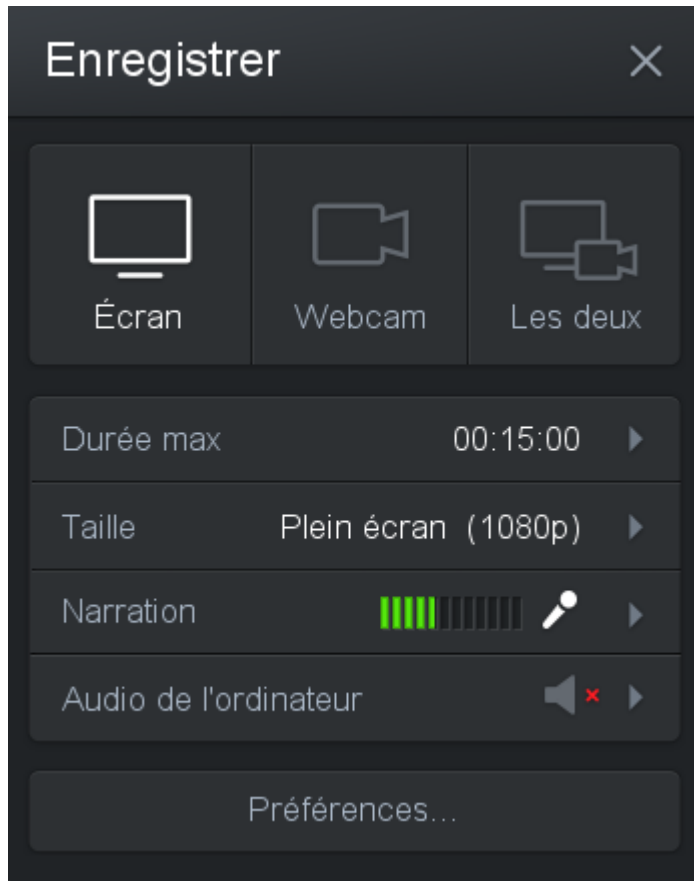 Enregistrer
Écran
Webcam
Les deux
Durée max 00:15:00
Taille Plein écran (1080p)
Narration
Audio de l'ordinateur
Préférences...